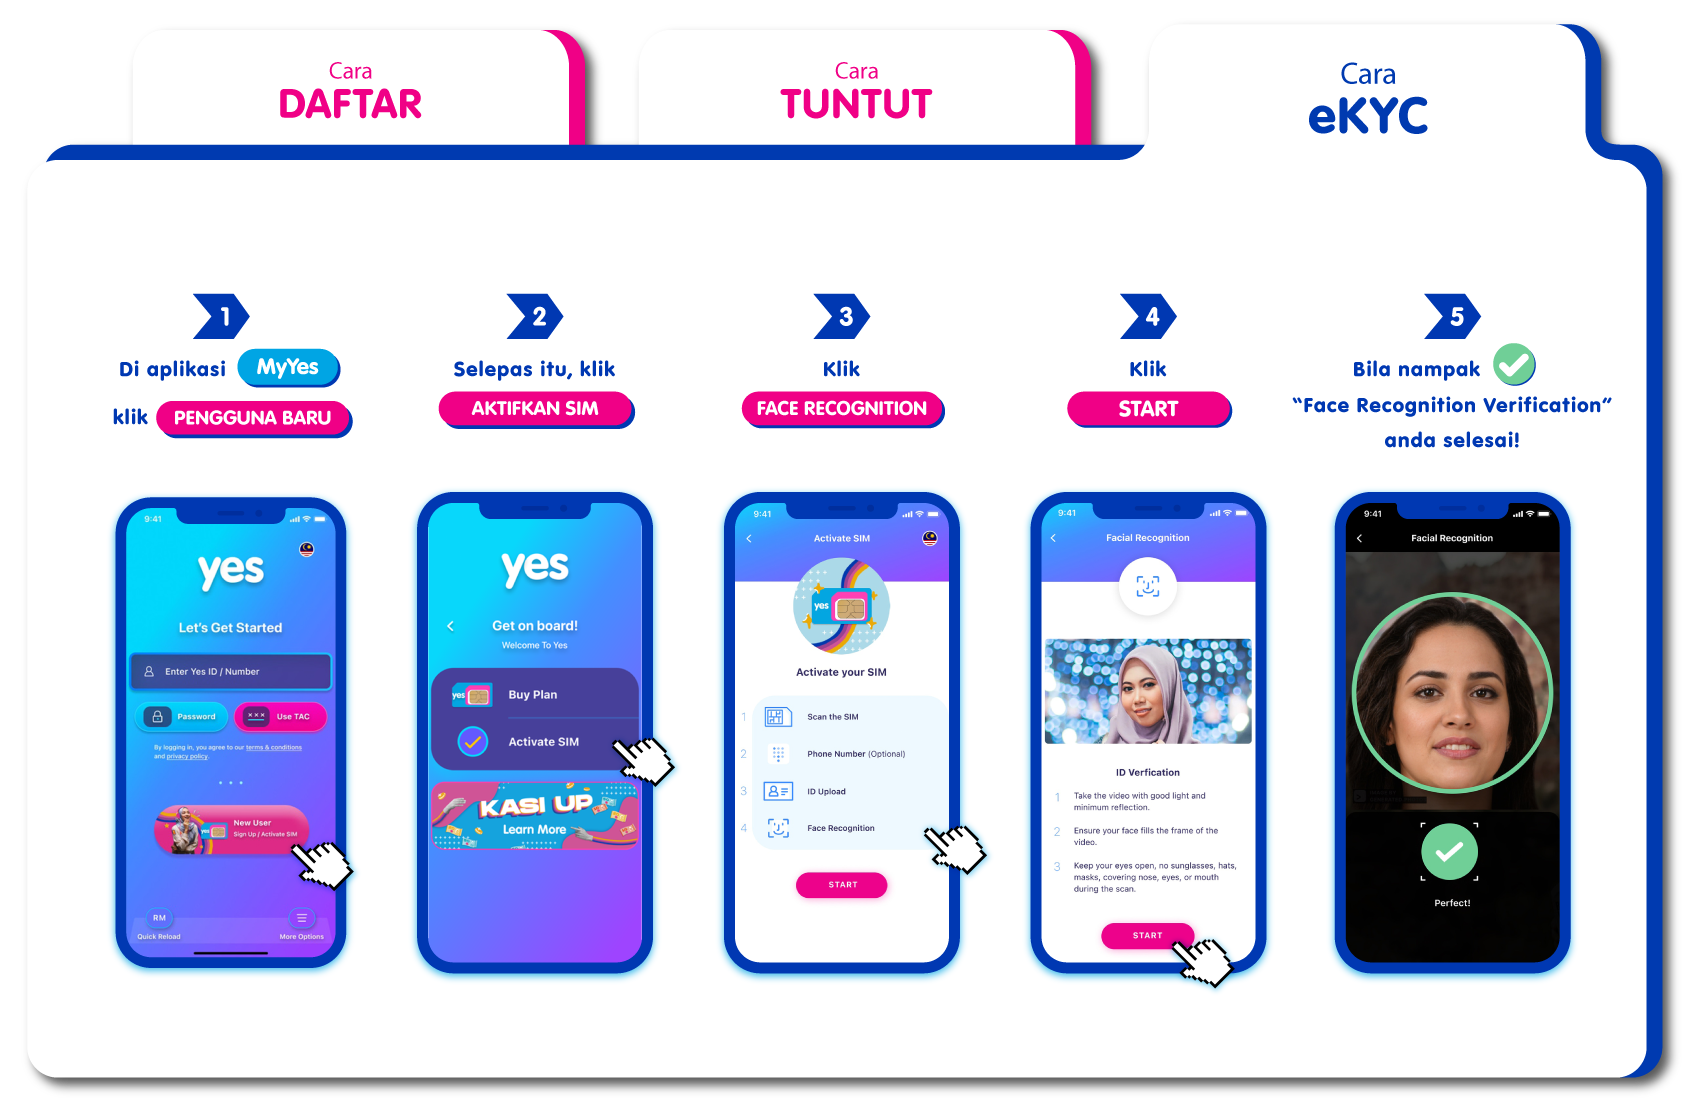 Cara
DAFTAR
Cara
TUNTUT
Cara
eKYC
1
Di aplikasi MyYes
klik PENGGUNA BARU
2
Selepas itu, klik
AKTIFKAN SIM
3
Klik
FACE RECOGNITION
4
Klik
START
5
Bila nampak
“Face Recognition Verification”
anda selesai!
9:41
yes
Let's Get Started
Enter Yes ID / Number
Password
xxx Use TAC
By logging in, you agree to our terms & conditions
and privacy policy.
New User
yes Sign Up / Activate SIM
RM
Quick Reload
More Options
yes
Get on board!
Welcome To Yes
yes Buy Plan
Activate SIM
KASI UP
Learn More
9:41
Activate SIM
yes
Activate your SIM
1 Scan the SIM
2 Phone Number (Optional)
3 ID Upload
4 Face Recognition
START
9:41
Facial Recognition
ID Verfication
1 Take the video with good light and
minimum reflection.
2 Ensure your face fills the frame of the
video.
3 Keep your eyes open, no sunglasses, hats,
masks, covering nose, eyes, or mouth
during the scan.
START
9:41
Facial Recognition
Perfect!